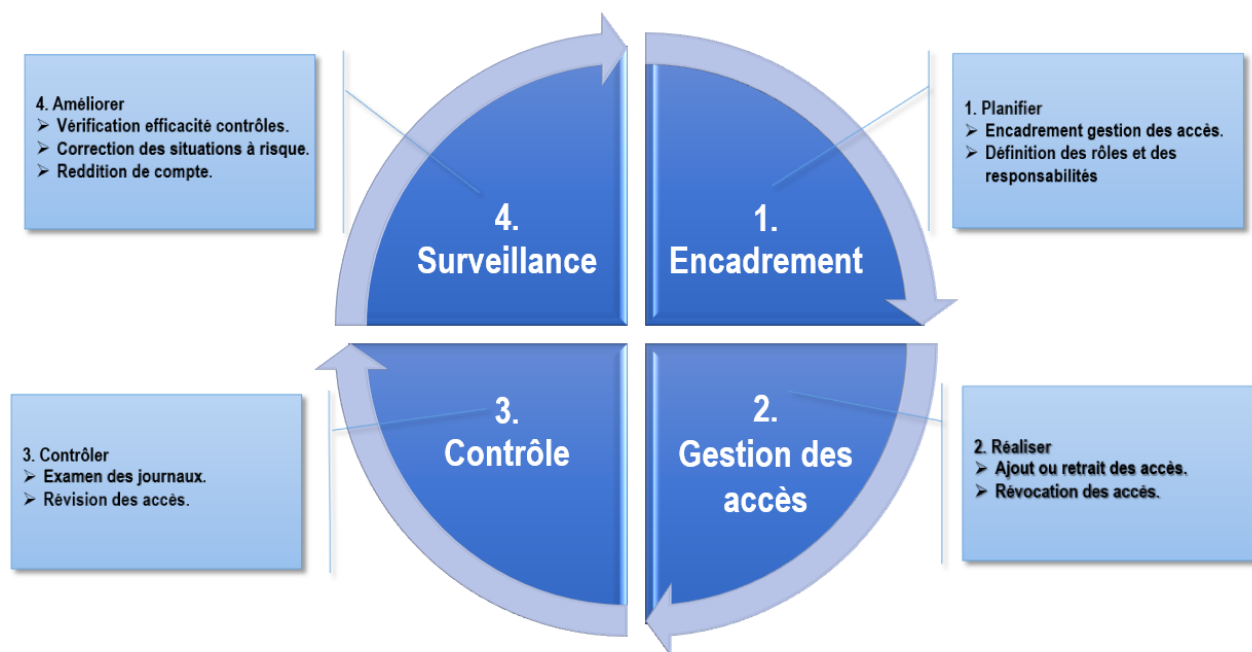 4. Améliorer
➢ Vérification efficacité contrôles.
➢ Correction des situations à risque.
➢ Reddition de compte.
1. Planifier
➢ Encadrement gestion des accès.
➢ Définition des rôles et des
responsabilités
4.
Surveillance
1.
Encadrement
3.
Contrôle
2.
Gestion des
accès
3. Contrôler
➢ Examen des journaux.
➢ Révision des accès.
2. Réaliser
➢ Ajout ou retrait des accès.
➢ Révocation des accès.